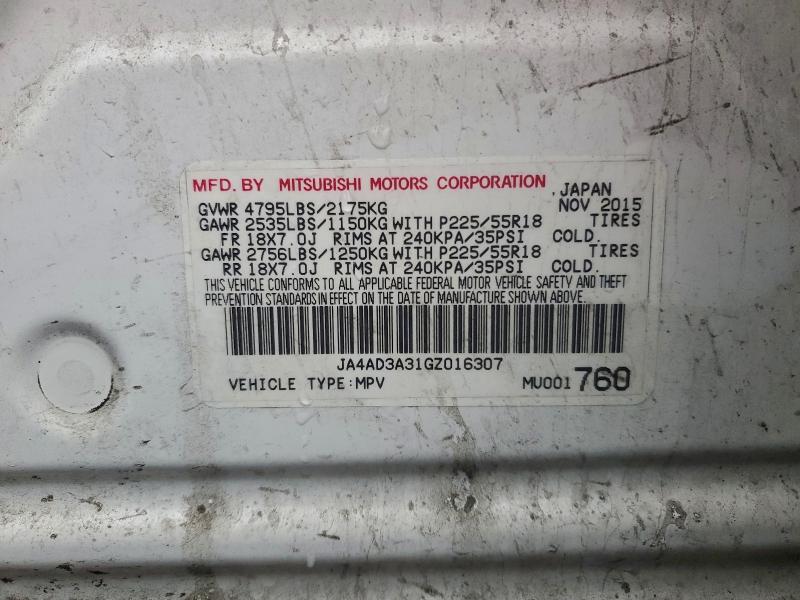 MFD. BY MITSUBISHI MOTORS CORPORATION , JAPAN
GVWR 4795LBS/2175KG NOV 2015
GAWR 2535LBS/1150KG WITH P225/55R18 TIRES
FR 18X7.0J RIMS AT 240KPA/35PSI COLD.
GAWR 2756LBS/1250KG WITH P225/55R18 TIRES
RR 18X7.0J RIMS AT 240KPA/35PSI COLD.
THIS VEHICLE CONFORMS TO ALL APPLICABLE FEDERAL MOTOR VEHICLE SAFETY AND THEFT
PREVENTION STANDARDS IN EFFECT ON THE DATE OF MANUFACTURE SHOWN ABOVE.
JA4AD3A31GZ016307
VEHICLE TYPE:MPV MU001 760